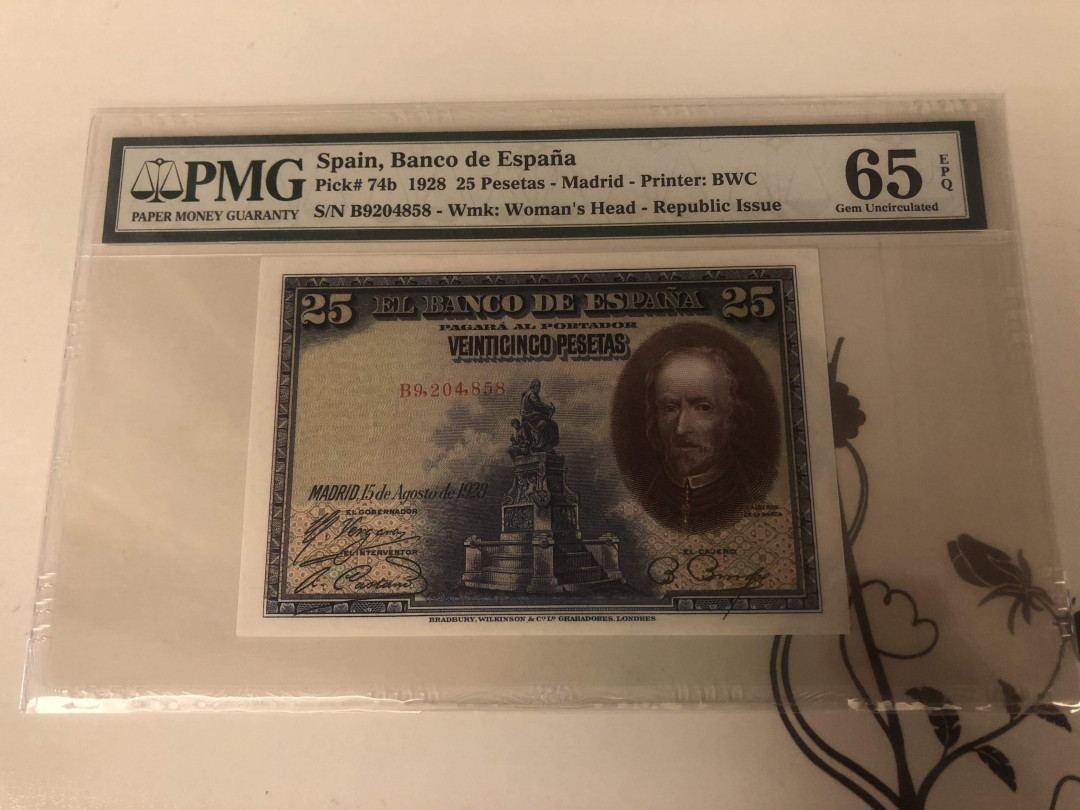 PMG
PAPER MONEY GUARANTY
Spain, Banco de España
Pick# 74b 1928 25 Pesetas - Madrid - Printer: BWC
S/N B9204858 - Wmk: Woman's Head - Republic Issue
65
Gem Uncirculated
EPQ
25 EL BANCO DE ESPAÑA 25
PAGARÁ AL PORTADOR
VEINTICINCO PESETAS
B9,204,858
MADRID, 15 de Agosto de 1928
EL GOBERNADOR
EL INTERVENTOR
EL CAJERO
BRADBURY, WILKINSON & Cº Lᴰ GRABADORES, LONDRES